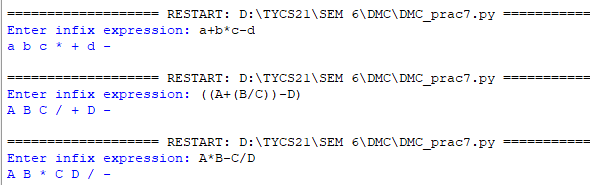 =================== RESTART: D:\TYCS21\SEM 6\DMC\DMC_prac7.py ===========
Enter infix expression: a+b*c-d
a b c * + d -
=================== RESTART: D:\TYCS21\SEM 6\DMC\DMC_prac7.py ===========
Enter infix expression: ((A+(B/C))-D)
A B C / + D -
=================== RESTART: D:\TYCS21\SEM 6\DMC\DMC_prac7.py ===========
Enter infix expression: A*B-C/D
A B * C D / -